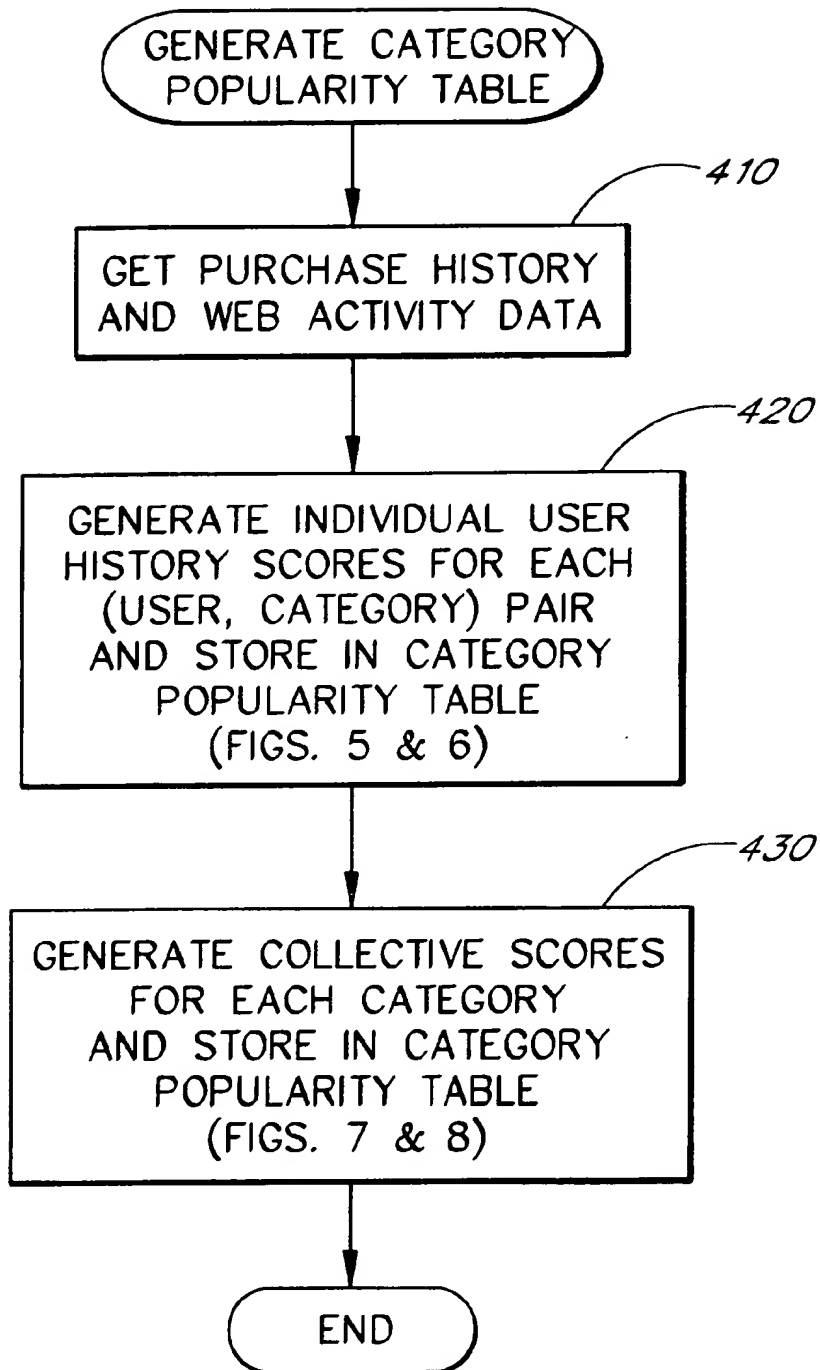 GENERATE CATEGORY
POPULARITY TABLE
410
GET PURCHASE HISTORY
AND WEB ACTIVITY DATA
420
GENERATE INDIVIDUAL USER
HISTORY SCORES FOR EACH
(USER, CATEGORY) PAIR
AND STORE IN CATEGORY
POPULARITY TABLE
(FIGS. 5 & 6)
430
GENERATE COLLECTIVE SCORES
FOR EACH CATEGORY
AND STORE IN CATEGORY
POPULARITY TABLE
(FIGS. 7 & 8)
END